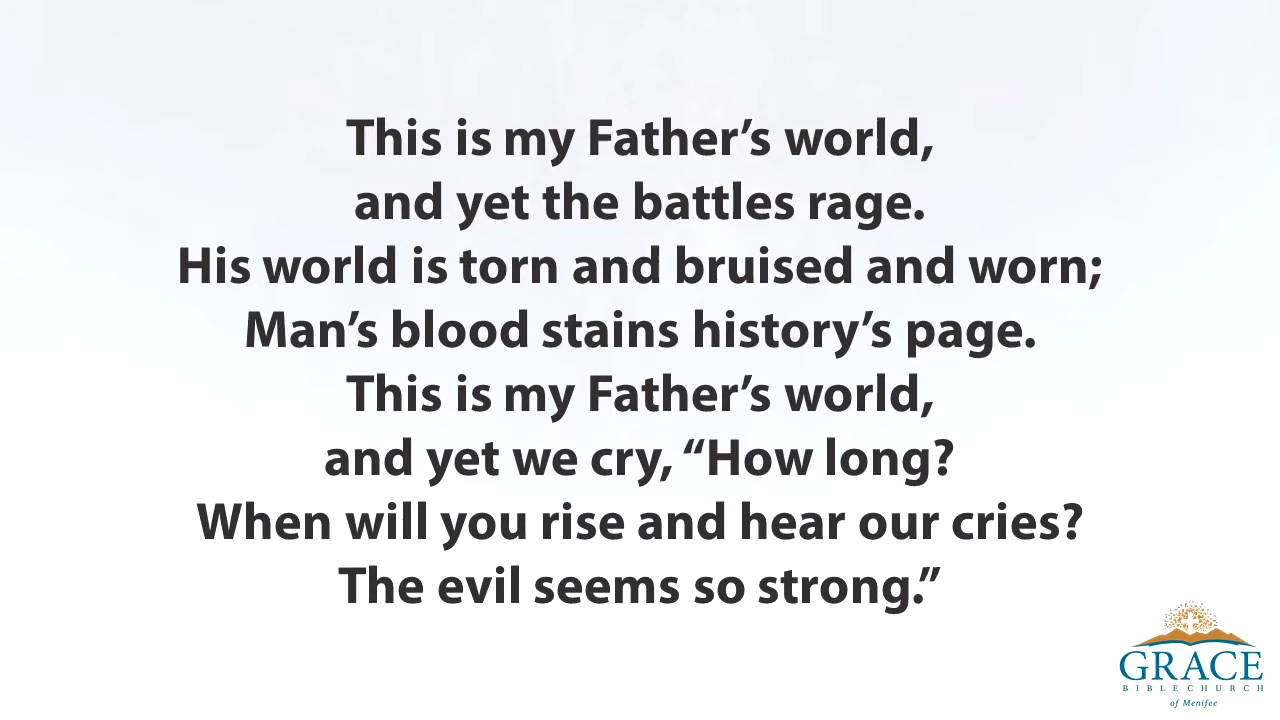 This is my Father’s world,
and yet the battles rage.
His world is torn and bruised and worn;
Man’s blood stains history’s page.
This is my Father’s world,
and yet we cry, “How long?
When will you rise and hear our cries?
The evil seems so strong.”
GRACE
BIBLECHURCH
of Menifee